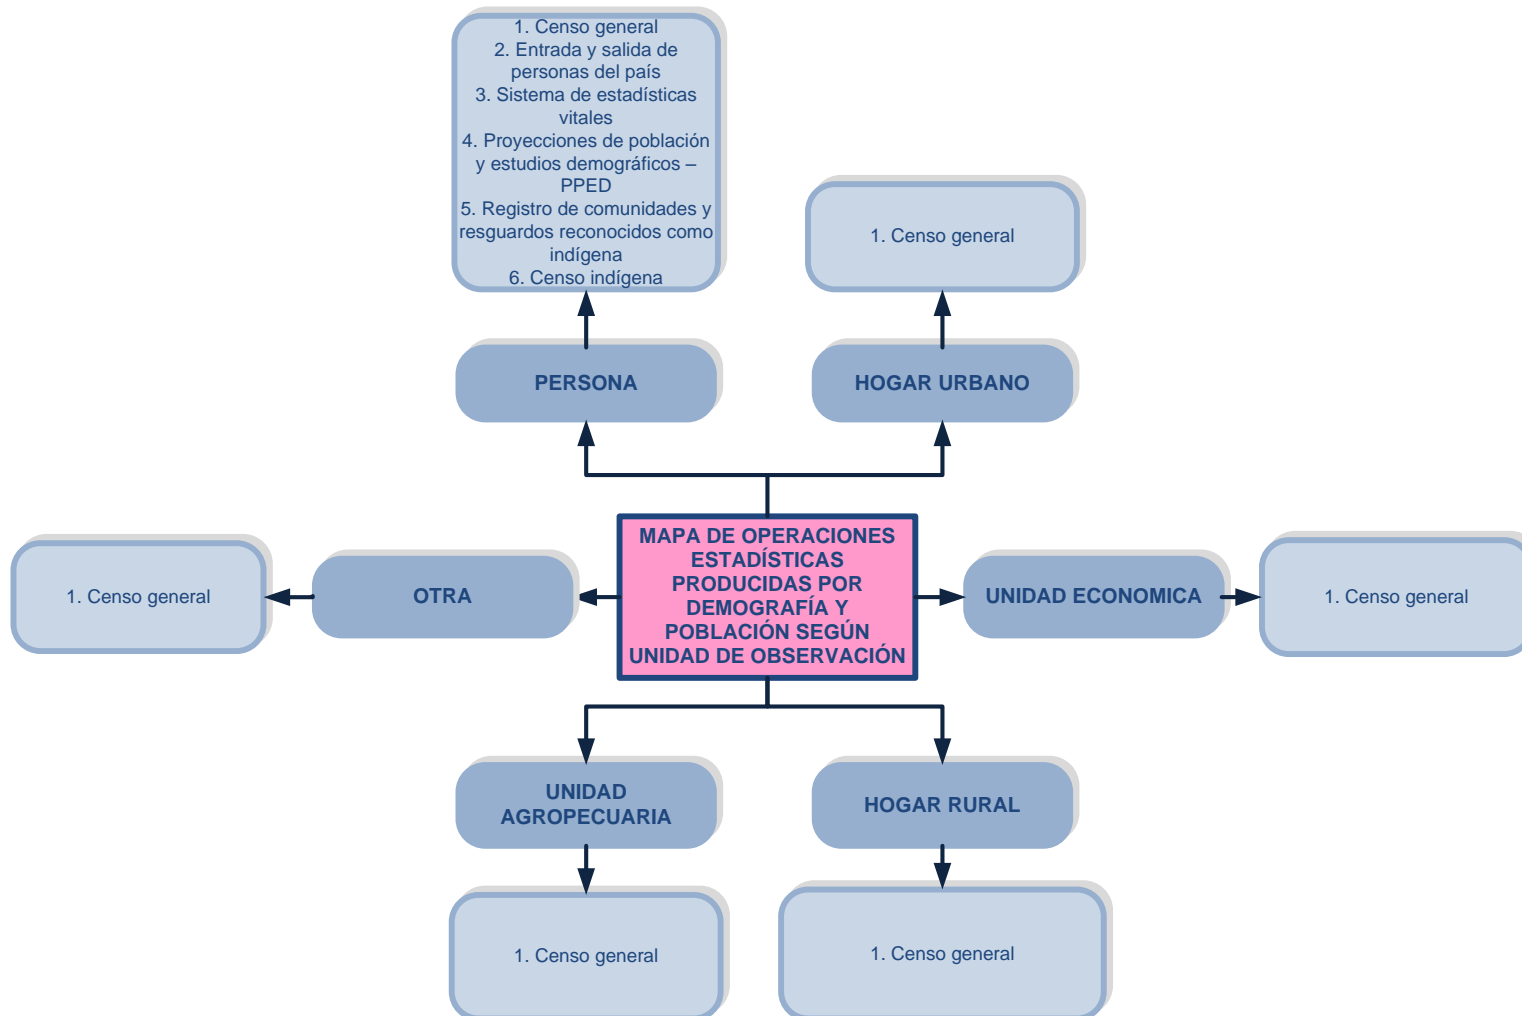 1. Censo general
2. Entrada y salida de
personas del país
3. Sistema de estadísticas
vitales
4. Proyecciones de población
y estudios demográficos –
PPED
5. Registro de comunidades y
resguardos reconocidos como
indígena
6. Censo indígena
1. Censo general
PERSONA
HOGAR URBANO
1. Censo general
OTRA
MAPA DE OPERACIONES
ESTADÍSTICAS
PRODUCIDAS POR
DEMOGRAFÍA Y
POBLACIÓN SEGÚN
UNIDAD DE OBSERVACIÓN
UNIDAD ECONOMICA
1. Censo general
UNIDAD
AGROPECUARIA
HOGAR RURAL
1. Censo general
1. Censo general